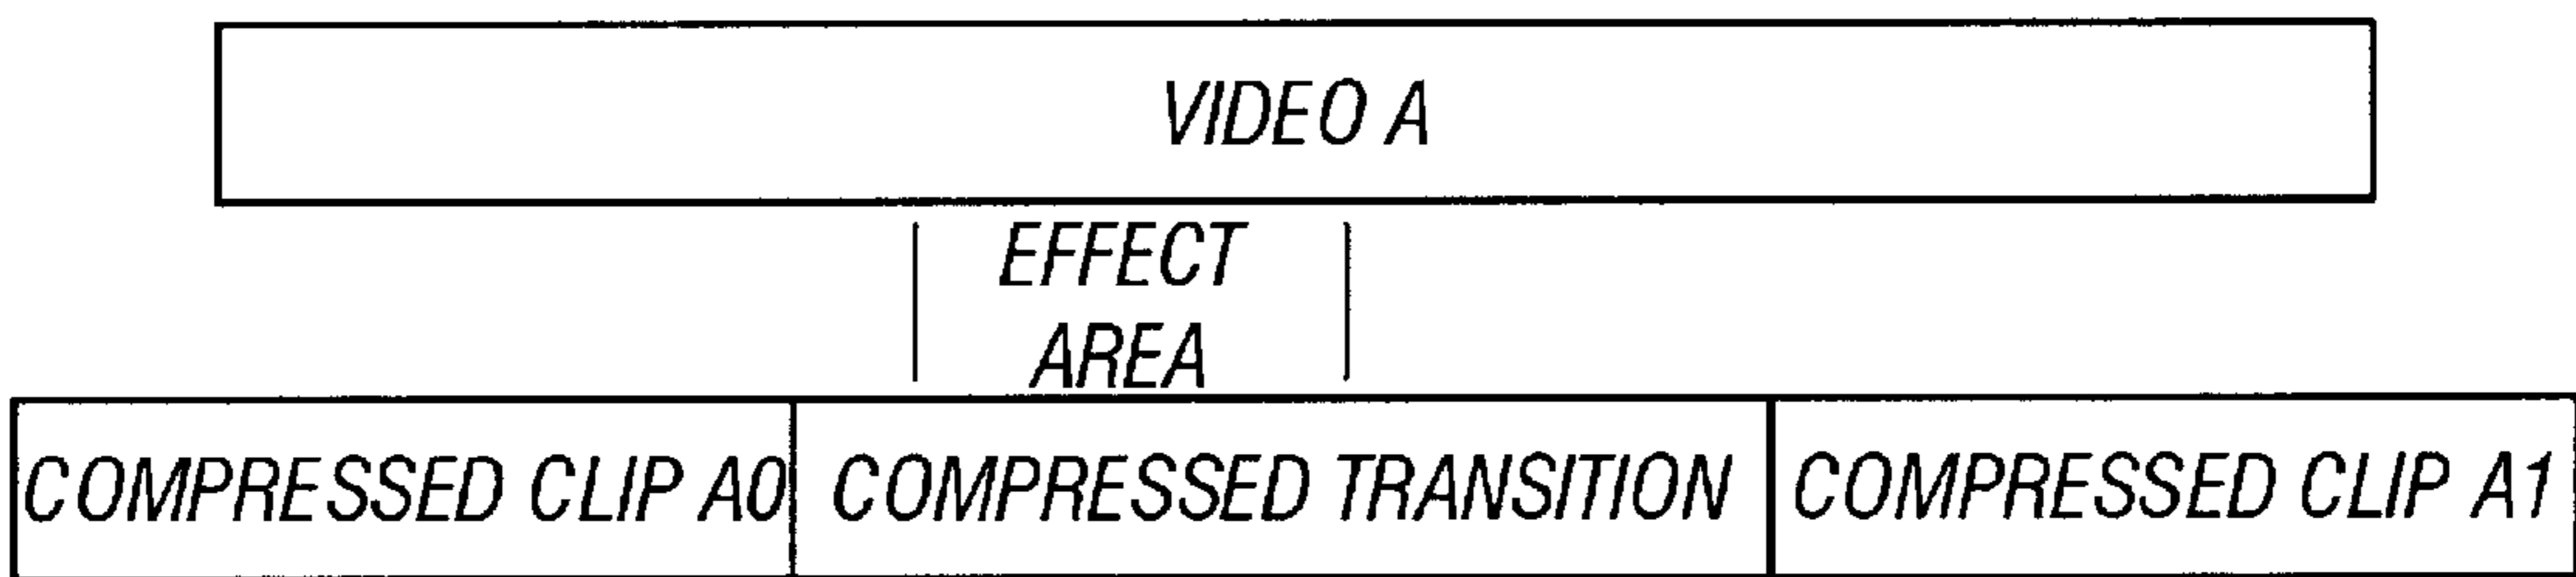 VIDEO A
EFFECT
AREA
COMPRESSED CLIP A0
COMPRESSED TRANSITION
COMPRESSED CLIP A1